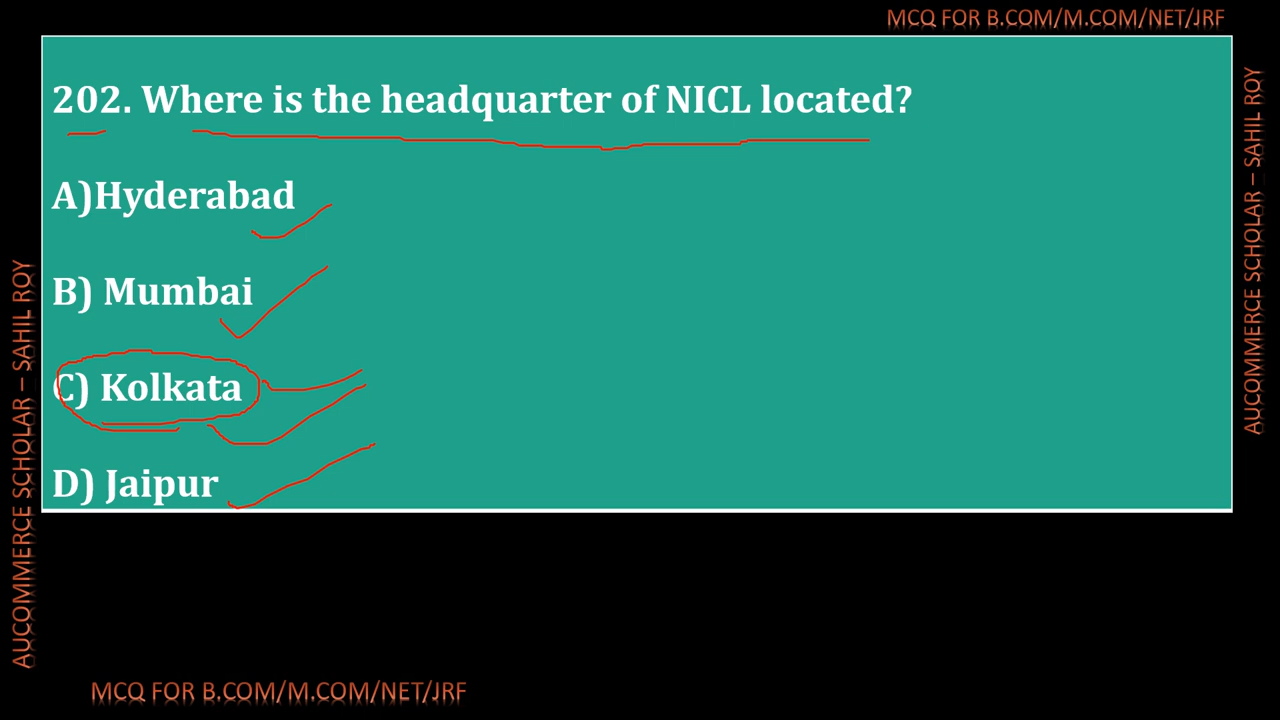 MCQ FOR B.COM/M.COM/NET/JRF
202. Where is the headquarter of NICL located?
A)Hyderabad
B) Mumbai
C) Kolkata
D) Jaipur
AUCOMMERCE SCHOLAR – SAHIL ROY
AUCOMMERCE SCHOLAR – SAHIL ROY
MCQ FOR B.COM/M.COM/NET/JRF